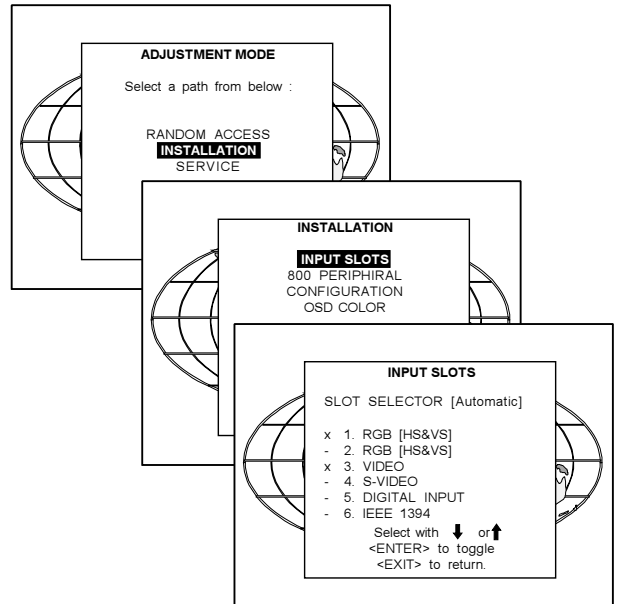 ADJUSTMENT MODE
Select a path from below :
RANDOM ACCESS
INSTALLATION
SERVICE
INSTALLATION
INPUT SLOTS
800 PERIPHIRAL
CONFIGURATION
OSD COLOR
INPUT SLOTS
SLOT SELECTOR [Automatic]
x 1. RGB [HS&VS]
- 2. RGB [HS&VS]
x 3. VIDEO
- 4. S-VIDEO
- 5. DIGITAL INPUT
- 6. IEEE 1394
Select with ⬇ or ⬆
<ENTER> to toggle
<EXIT> to return.